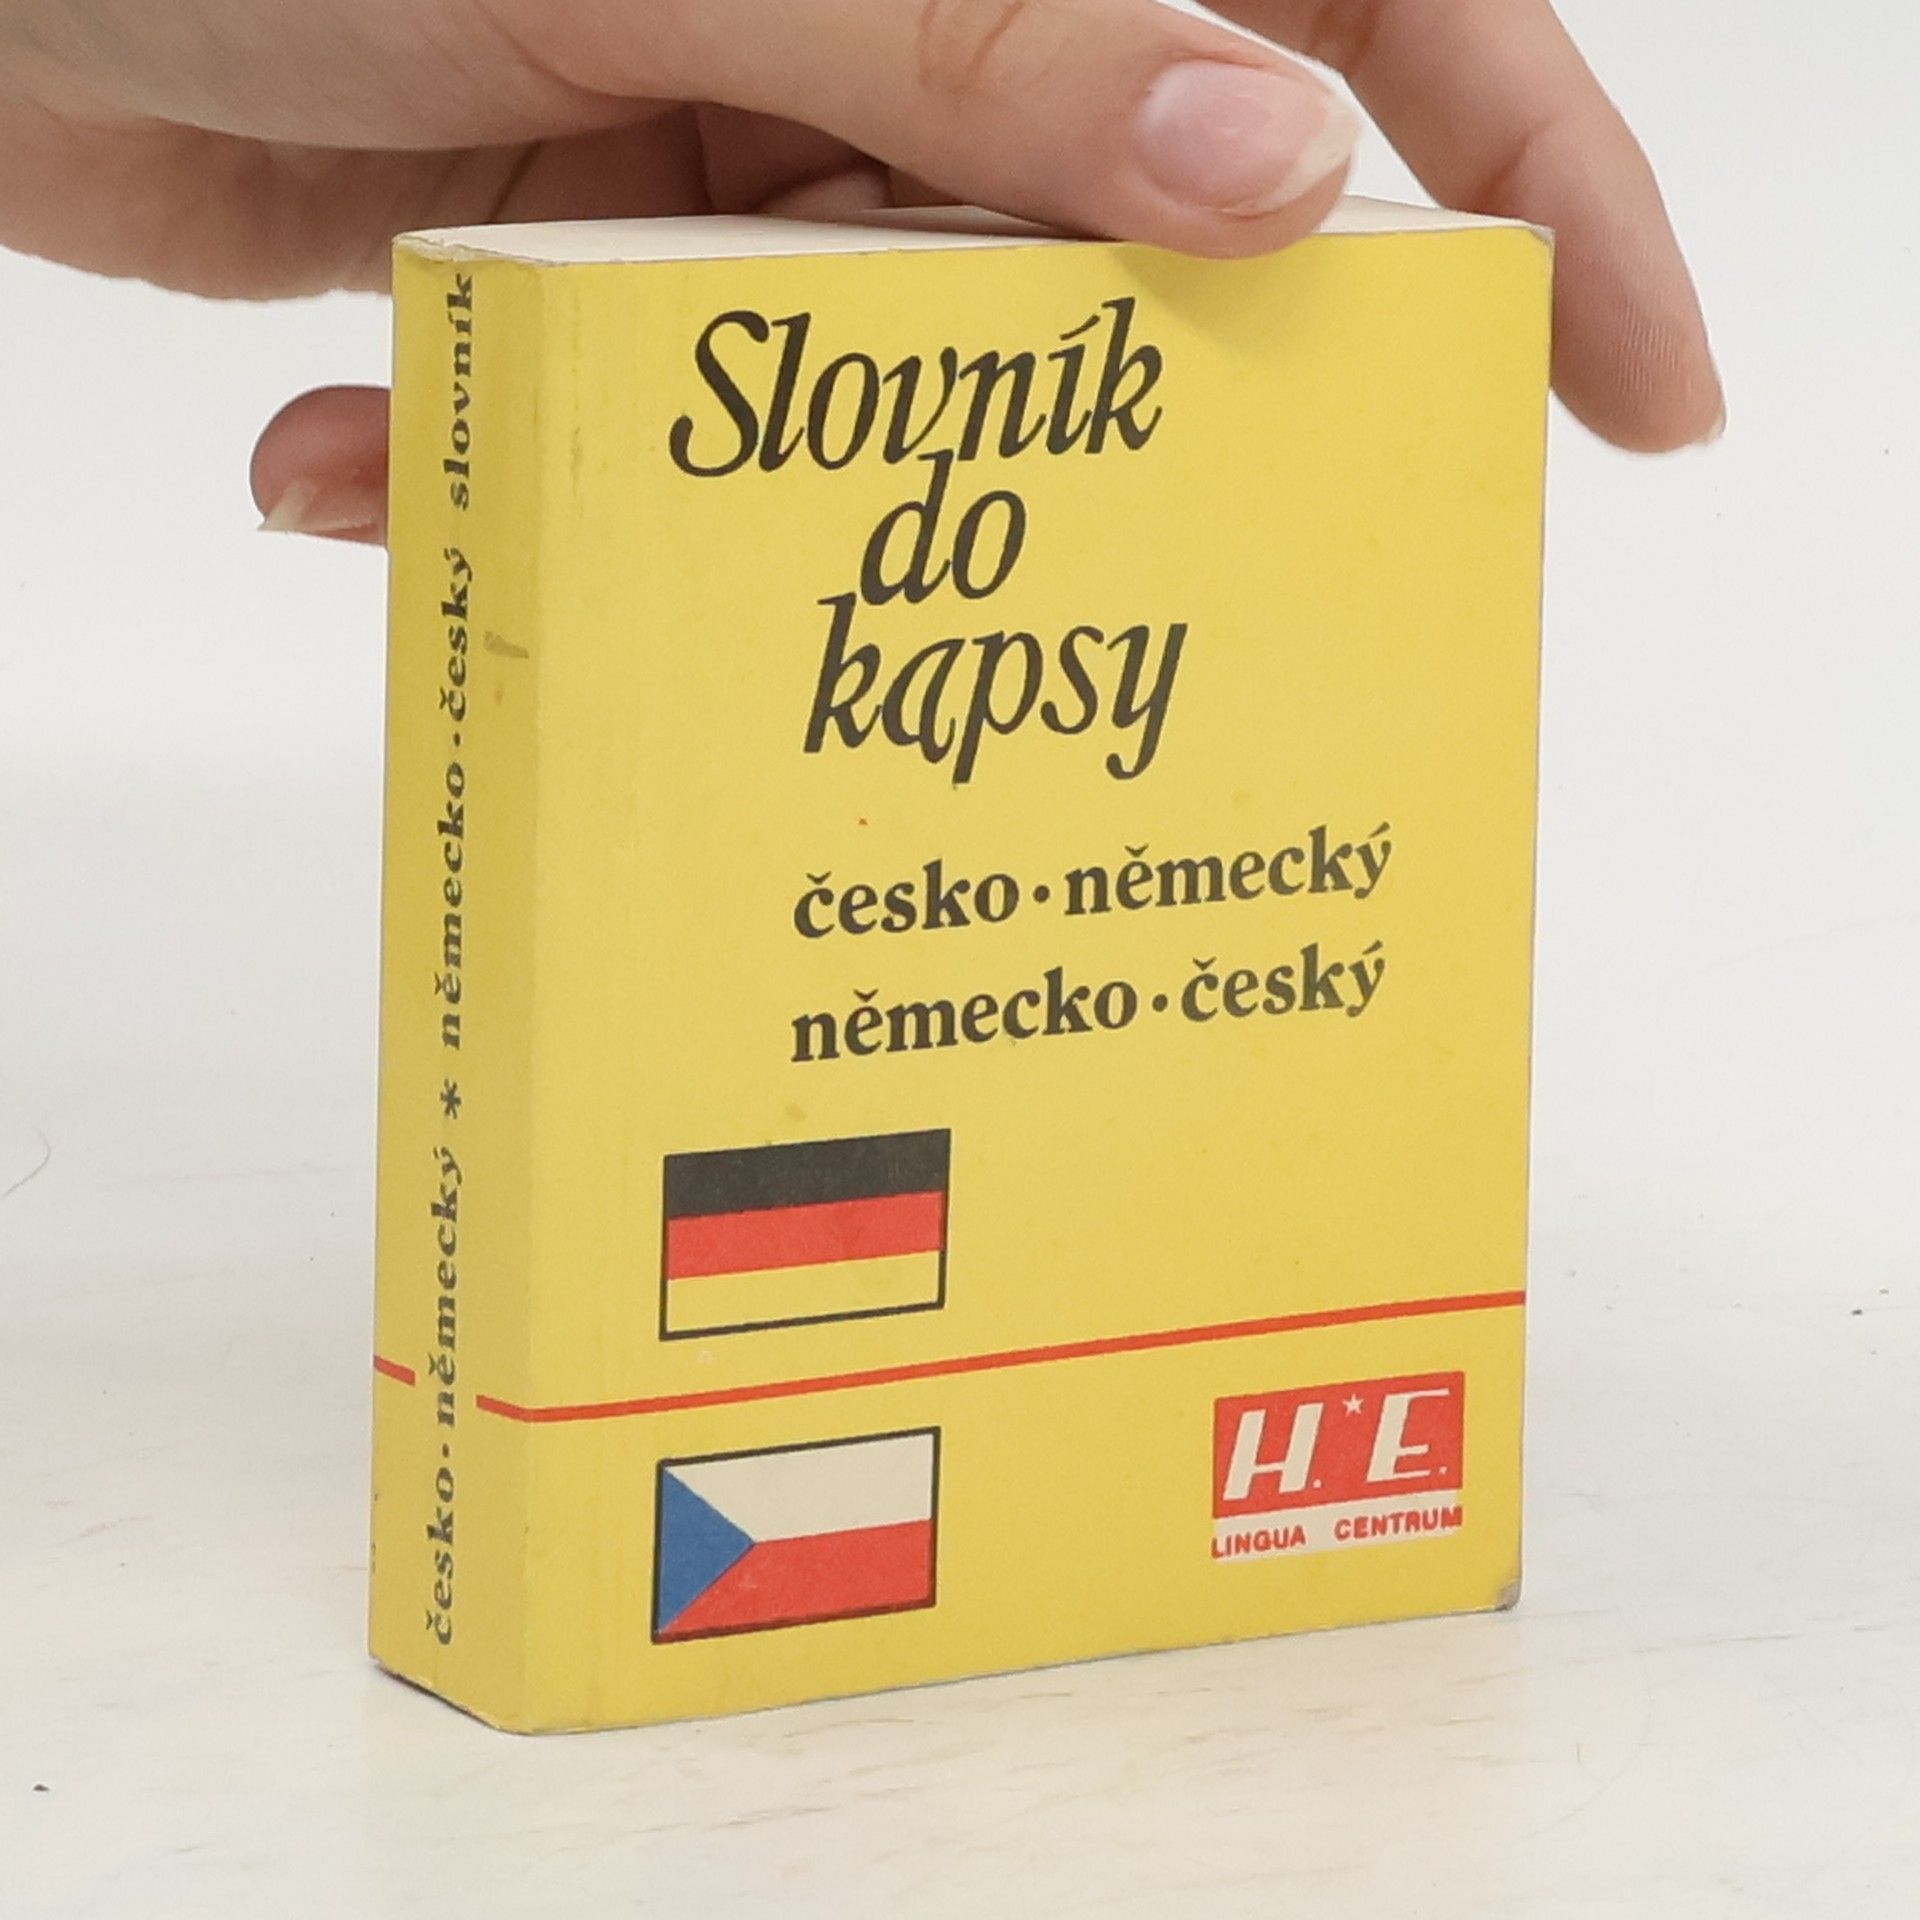 Slovník
do
kapsy
česko·německý
německo·český
H.*E.
LINGUA CENTRUM
česko·německý * německo·český slovník